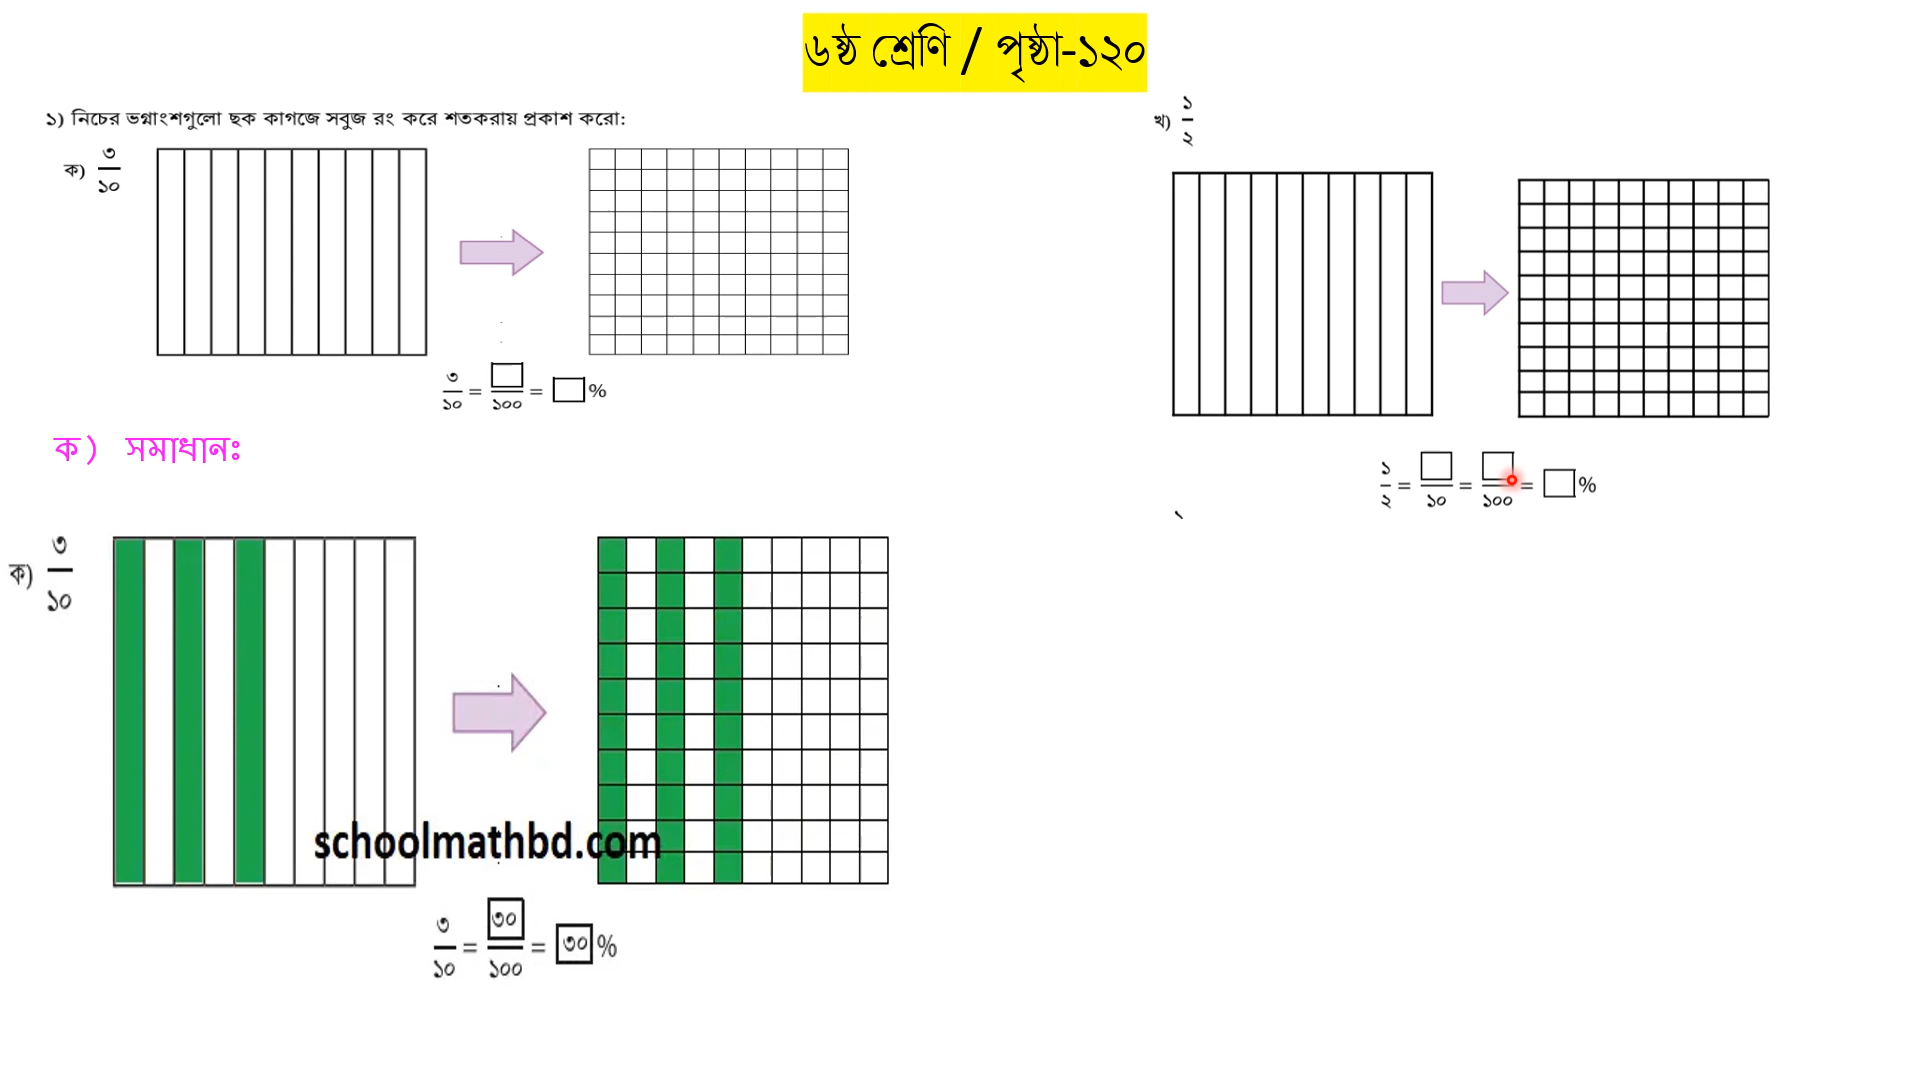 ৬ষ্ঠ শ্রেণি / পৃষ্ঠা-১২০
১) নিচের ভগ্নাংশগুলো ছক কাগজে সবুজ রং করে শতকরায় প্রকাশ করো:
ক) ৩/১০
৩/১০ = □/১০০ = □%
ক) সমাধানঃ
ক) ৩/১০
schoolmathbd.com
৩/১০ = ৩০/১০০ = ৩০%
খ) ১/২
১/২ = □/১০ = □/১০০ = □%